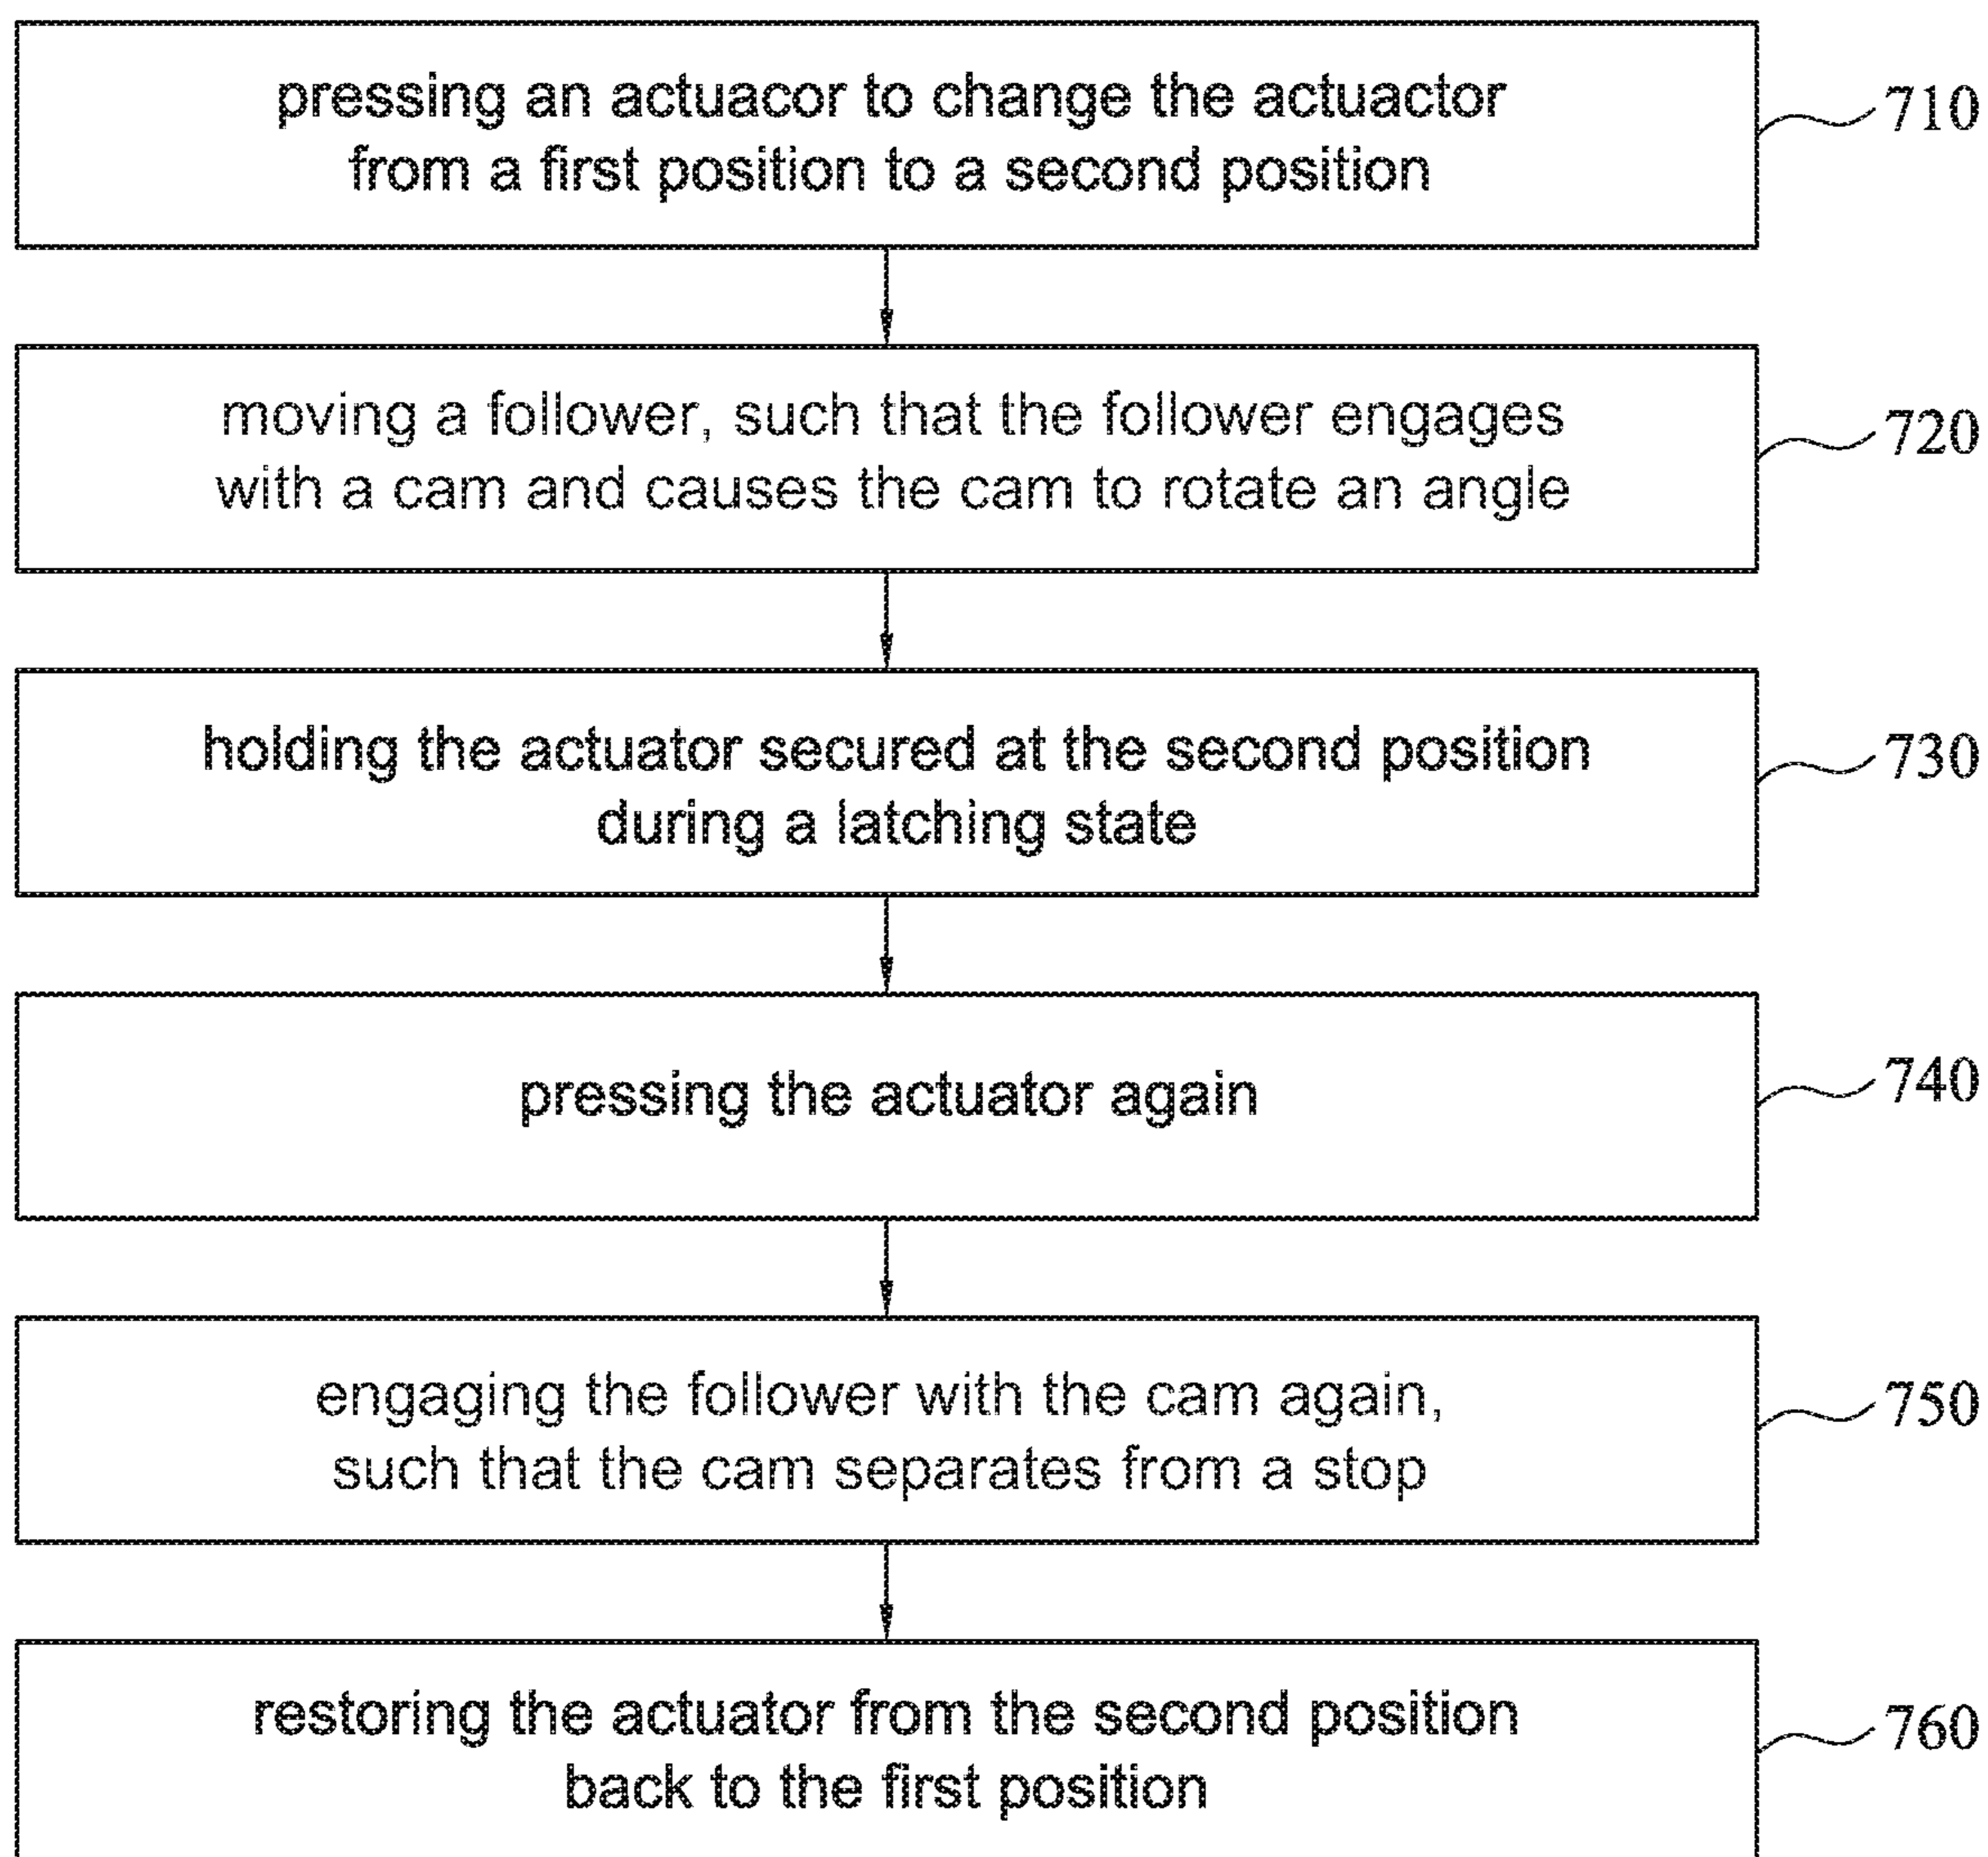 pressing an actuacor to change the actuactor
from a first position to a second position
710
moving a follower, such that the follower engages
with a cam and causes the cam to rotate an angle
720
holding the actuator secured at the second position
during a latching state
730
pressing the actuator again
740
engaging the follower with the cam again,
such that the cam separates from a stop
750
restoring the actuator from the second position
back to the first position
760